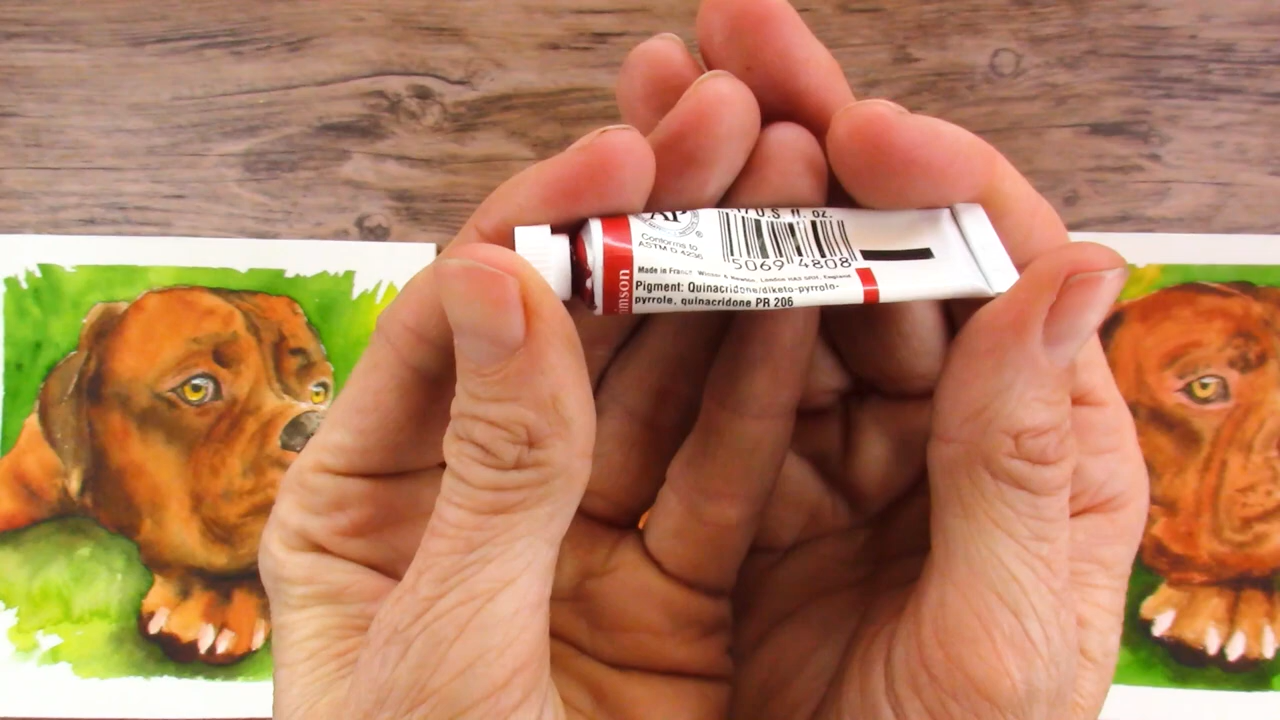 AP
U.S. fl. oz.
Conforms to
ASTM D 4236
5069 4808
Made in France Winsor & Newton, London HA3 5RH, England
Pigment: Quinacridone/diketo-pyrrolo-
pyrrole, quinacridone PR 206
mson